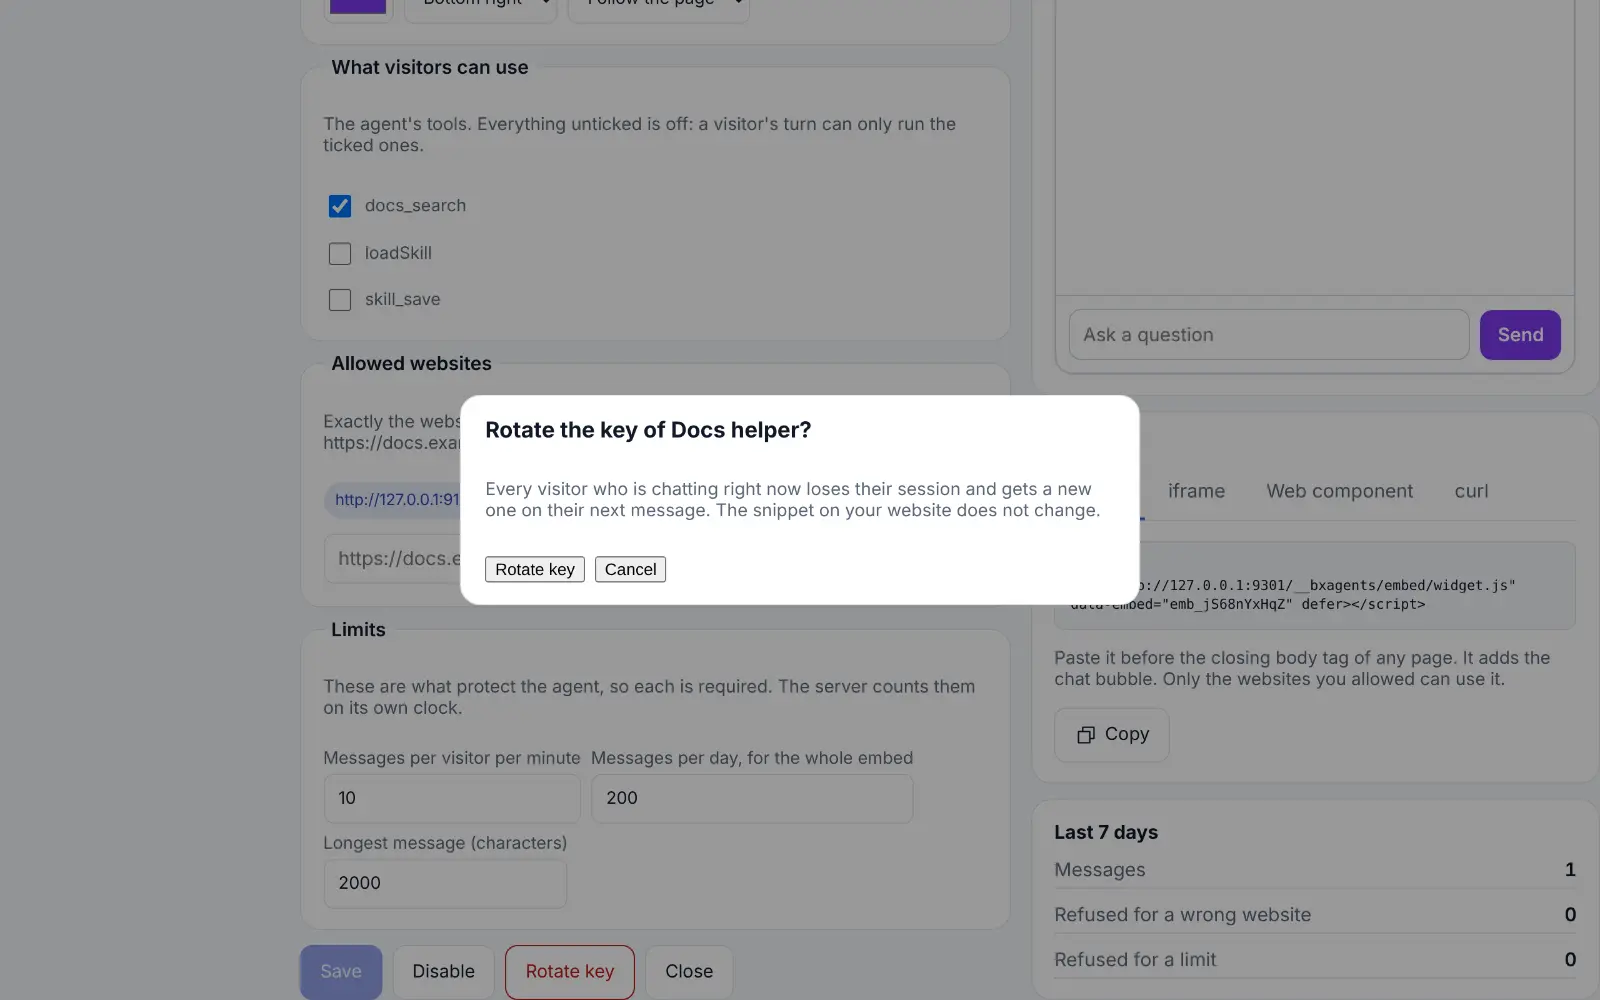 Bottom right
Follow the page
What visitors can use
The agent's tools. Everything unticked is off: a visitor's turn can only run the
ticked ones.
docs_search
loadSkill
skill_save
Allowed websites
Exactly the webs
https://docs.exa
http://127.0.0.1:91
https://docs.e
Limits
These are what protect the agent, so each is required. The server counts them
on its own clock.
Messages per visitor per minute
Messages per day, for the whole embed
10
200
Longest message (characters)
2000
Save
Disable
Rotate key
Close
Rotate the key of Docs helper?
Every visitor who is chatting right now loses their session and gets a new
one on their next message. The snippet on your website does not change.
Rotate key
Cancel
Ask a question
Send
iframe
Web component
curl
://127.0.0.1:9301/__bxagents/embed/widget.js"
data-embed="emb_jS68nYxHqZ" defer></script>
Paste it before the closing body tag of any page. It adds the
chat bubble. Only the websites you allowed can use it.
Copy
Last 7 days
Messages
1
Refused for a wrong website
0
Refused for a limit
0